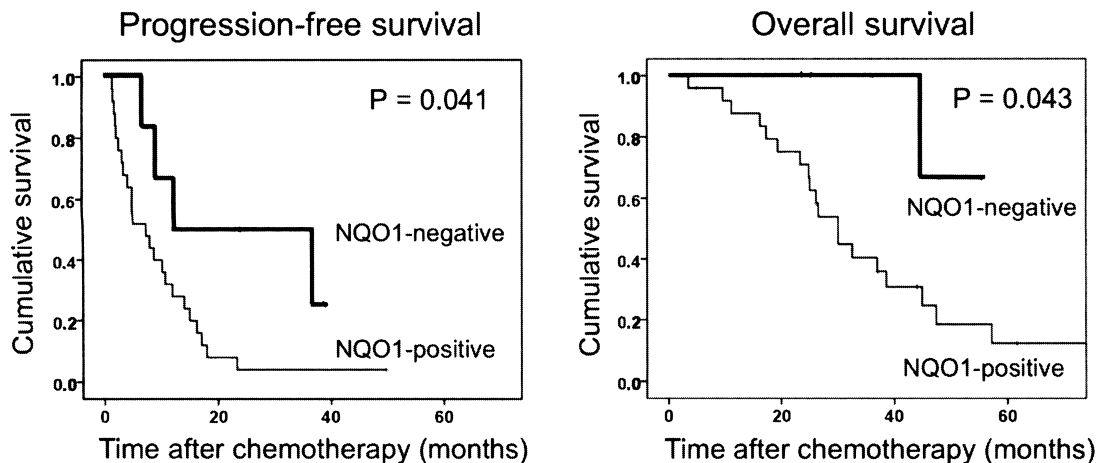 Progression-free survival
Cumulative survival
1.0
0.8
0.6
0.4
0.2
0.0
P = 0.041
NQO1-negative
NQO1-positive
0 20 40 60
Time after chemotherapy (months)
Overall survival
Cumulative survival
1.0
0.8
0.6
0.4
0.2
0.0
P = 0.043
NQO1-negative
NQO1-positive
0 20 40 60
Time after chemotherapy (months)